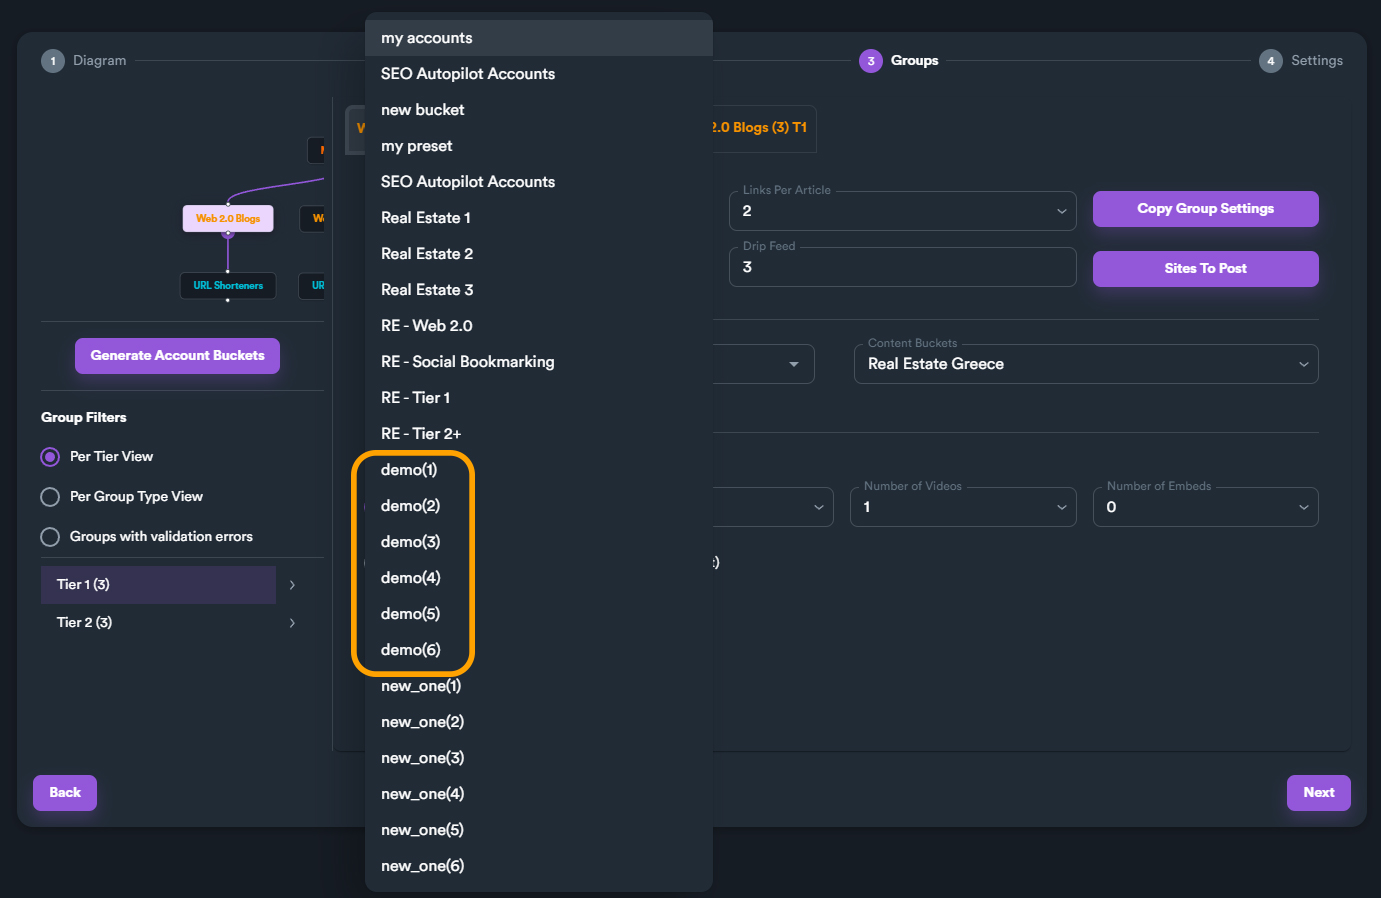 1 Diagram
3 Groups
4 Settings
my accounts
SEO Autopilot Accounts
new bucket
my preset
SEO Autopilot Accounts
Real Estate 1
Real Estate 2
Real Estate 3
RE - Web 2.0
RE - Social Bookmarking
RE - Tier 1
RE - Tier 2+
demo(1)
demo(2)
demo(3)
demo(4)
demo(5)
demo(6)
new_one(1)
new_one(2)
new_one(3)
new_one(4)
new_one(5)
new_one(6)
Web 2.0 Blogs
URL Shorteners
Generate Account Buckets
Group Filters
Per Tier View
Per Group Type View
Groups with validation errors
Tier 1 (3)
Tier 2 (3)
Back
2.0 Blogs (3) T1
Links Per Article
2
Copy Group Settings
Drip Feed
3
Sites To Post
Content Buckets
Real Estate Greece
Number of Videos
1
Number of Embeds
0
Next